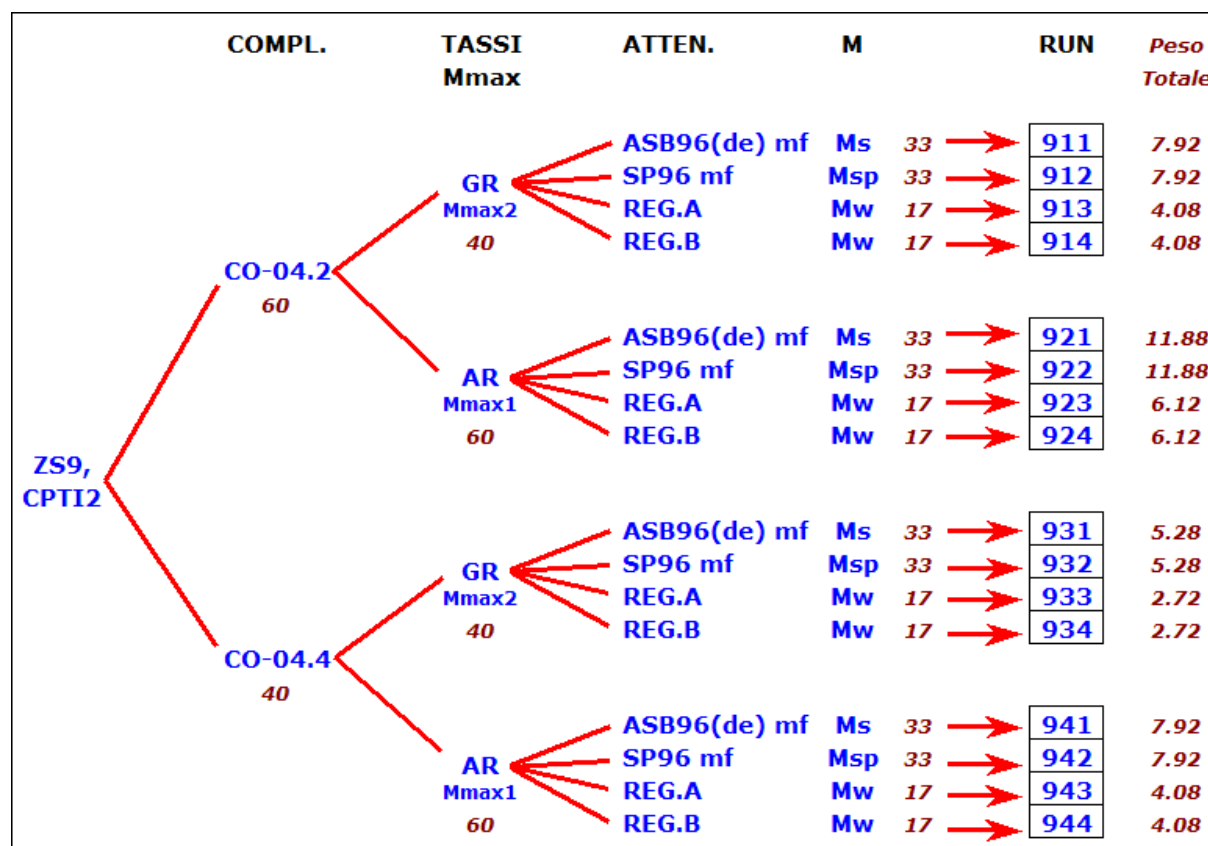 COMPL. TASSI ATTEN. M RUN Peso
Mmax Totale
ASB96(de) mf Ms 33 911 7.92
GR SP96 mf Msp 33 912 7.92
Mmax2 REG.A Mw 17 913 4.08
40 REG.B Mw 17 914 4.08
CO-04.2
60
ASB96(de) mf Ms 33 921 11.88
AR SP96 mf Msp 33 922 11.88
Mmax1 REG.A Mw 17 923 6.12
60 REG.B Mw 17 924 6.12
ZS9,
CPTI2
ASB96(de) mf Ms 33 931 5.28
GR SP96 mf Msp 33 932 5.28
Mmax2 REG.A Mw 17 933 2.72
40 REG.B Mw 17 934 2.72
CO-04.4
40
ASB96(de) mf Ms 33 941 7.92
AR SP96 mf Msp 33 942 7.92
Mmax1 REG.A Mw 17 943 4.08
60 REG.B Mw 17 944 4.08